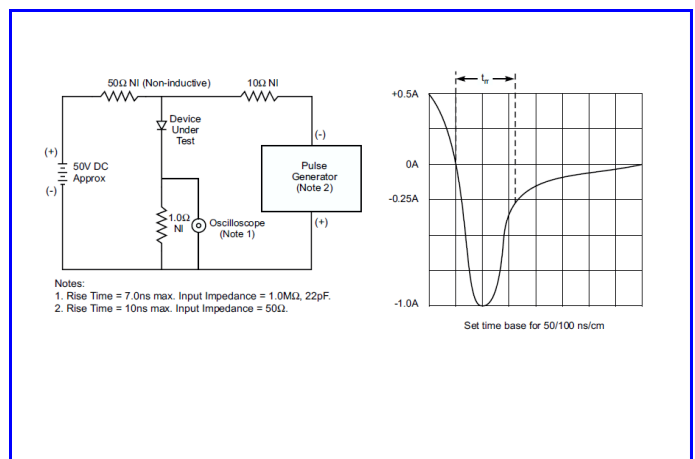 50Ω NI (Non-inductive)
10Ω NI
Device
Under
Test
(+)
50V DC
Approx
(-)
(-)
Pulse
Generator
(Note 2)
(+)
1.0Ω
NI
Oscilloscope
(Note 1)
Notes:
1. Rise Time = 7.0ns max. Input Impedance = 1.0MΩ, 22pF.
2. Rise Time = 10ns max. Input Impedance = 50Ω.
trr
+0.5A
0A
-0.25A
-1.0A
Set time base for 50/100 ns/cm